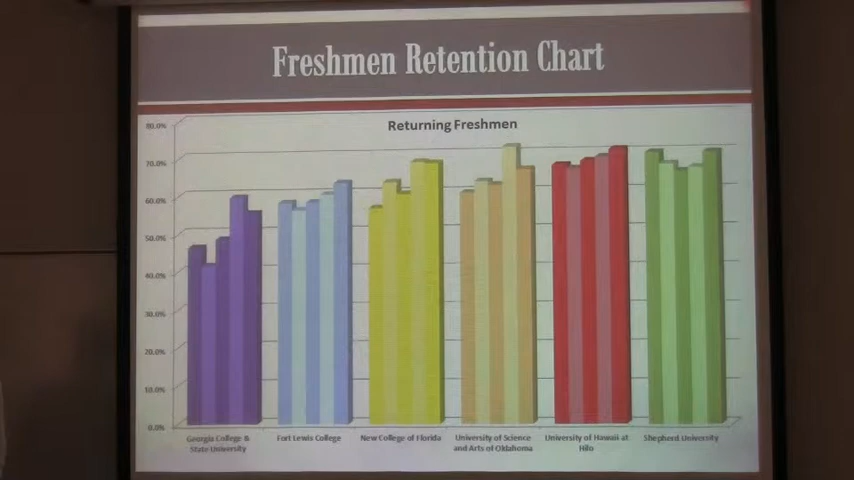 Freshmen Retention Chart
Returning Freshmen
80.0%
70.0%
60.0%
50.0%
40.0%
30.0%
20.0%
10.0%
0.0%
Georgia College &
State University
Fort Lewis College
New College of Florida
University of Science
and Arts of Oklahoma
University of Hawaii at
Hilo
Shepherd University